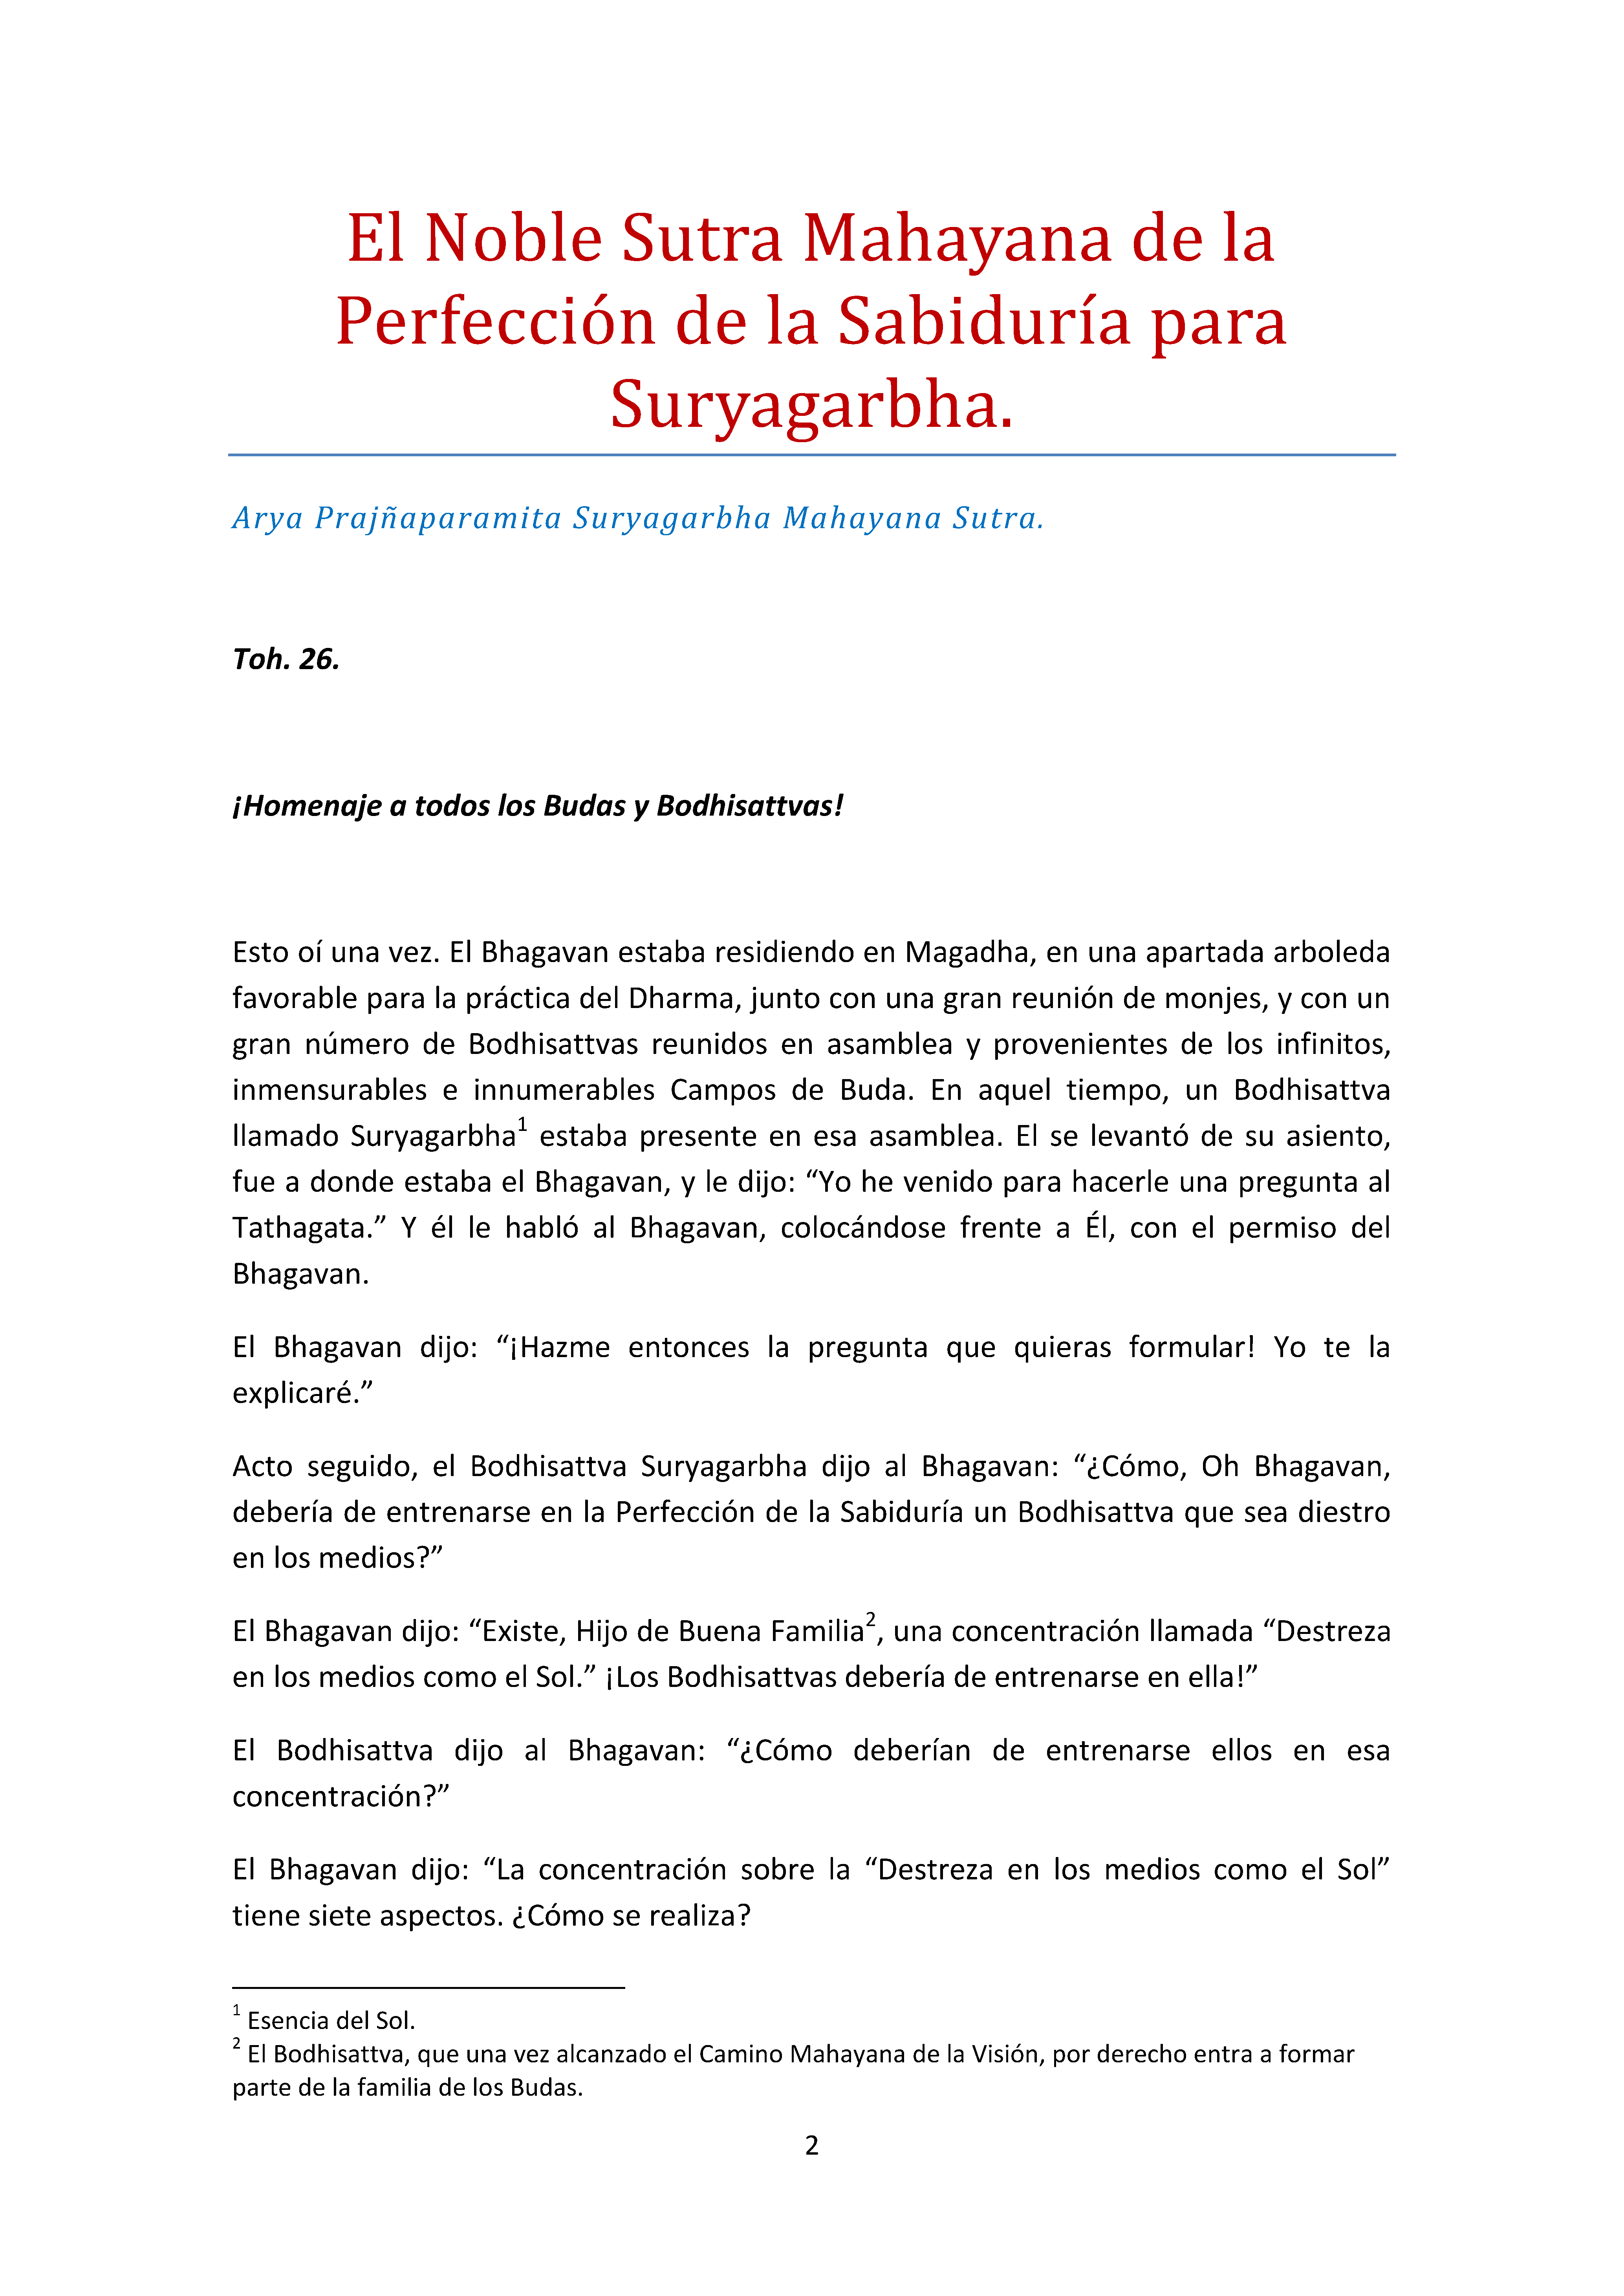 El Noble Sutra Mahayana de la
Perfección de la Sabiduría para
Suryagarbha.
Arya Prajñaparamita Suryagarbha Mahayana Sutra.
Toh. 26.
¡Homenaje a todos los Budas y Bodhisattvas!
Esto oí una vez. El Bhagavan estaba residiendo en Magadha, en una apartada arboleda
favorable para la práctica del Dharma, junto con una gran reunión de monjes, y con un
gran número de Bodhisattvas reunidos en asamblea y provenientes de los infinitos,
inmensurables e innumerables Campos de Buda. En aquel tiempo, un Bodhisattva
llamado Suryagarbha1 estaba presente en esa asamblea. El se levantó de su asiento,
fue a donde estaba el Bhagavan, y le dijo: “Yo he venido para hacerle una pregunta al
Tathagata.” Y él le habló al Bhagavan, colocándose frente a Él, con el permiso del
Bhagavan.
El Bhagavan dijo: “¡Hazme entonces la pregunta que quieras formular! Yo te la
explicaré.”
Acto seguido, el Bodhisattva Suryagarbha dijo al Bhagavan: “¿Cómo, Oh Bhagavan,
debería de entrenarse en la Perfección de la Sabiduría un Bodhisattva que sea diestro
en los medios?”
El Bhagavan dijo: “Existe, Hijo de Buena Familia2, una concentración llamada “Destreza
en los medios como el Sol.” ¡Los Bodhisattvas debería de entrenarse en ella!”
El Bodhisattva dijo al Bhagavan: “¿Cómo deberían de entrenarse ellos en esa
concentración?”
El Bhagavan dijo: “La concentración sobre la “Destreza en los medios como el Sol”
tiene siete aspectos. ¿Cómo se realiza?
1 Esencia del Sol.
2 El Bodhisattva, que una vez alcanzado el Camino Mahayana de la Visión, por derecho entra a formar
parte de la familia de los Budas.
2